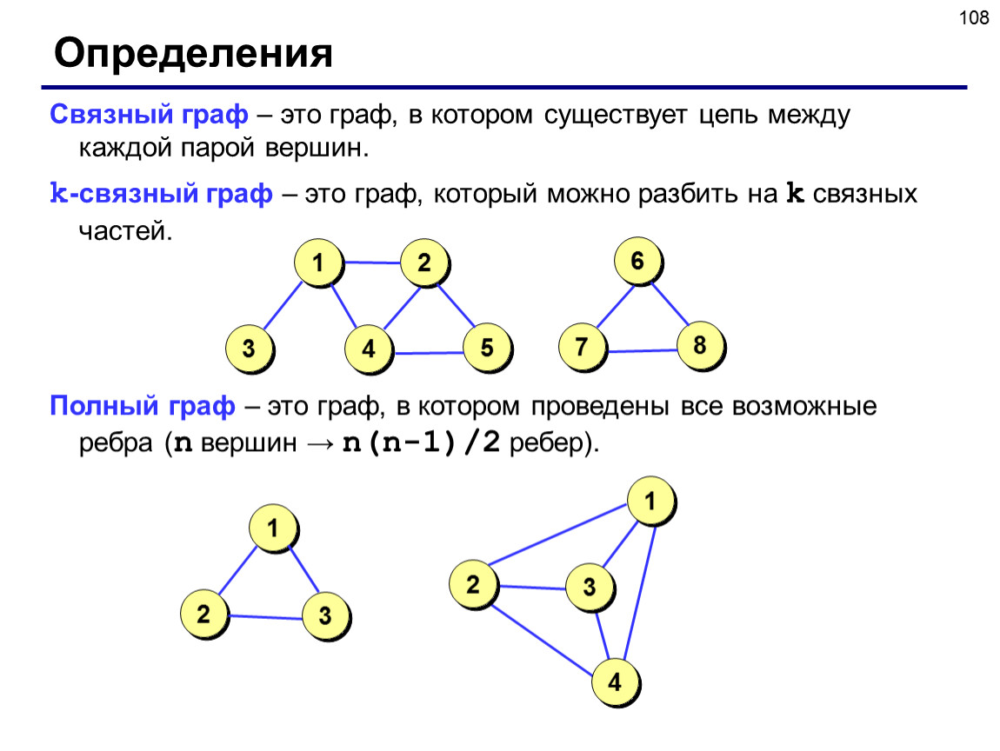 108
Определения
Связный граф – это граф, в котором существует цепь между
каждой парой вершин.
k-связный граф – это граф, который можно разбить на k связных
частей.
1 2 6
3 4 5 7 8
Полный граф – это граф, в котором проведены все возможные
ребра (n вершин → n(n-1)/2 ребер).
1
1
2 3
2 3
4